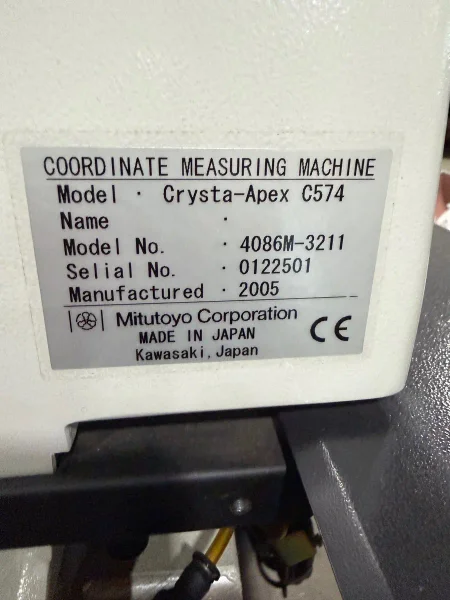 COORDINATE MEASURING MACHINE
Model · Crysta-Apex C574
Name ·
Model No. · 4086M-3211
Selial No. · 0122501
Manufactured · 2005
Mitutoyo Corporation
MADE IN JAPAN
Kawasaki, Japan
CE